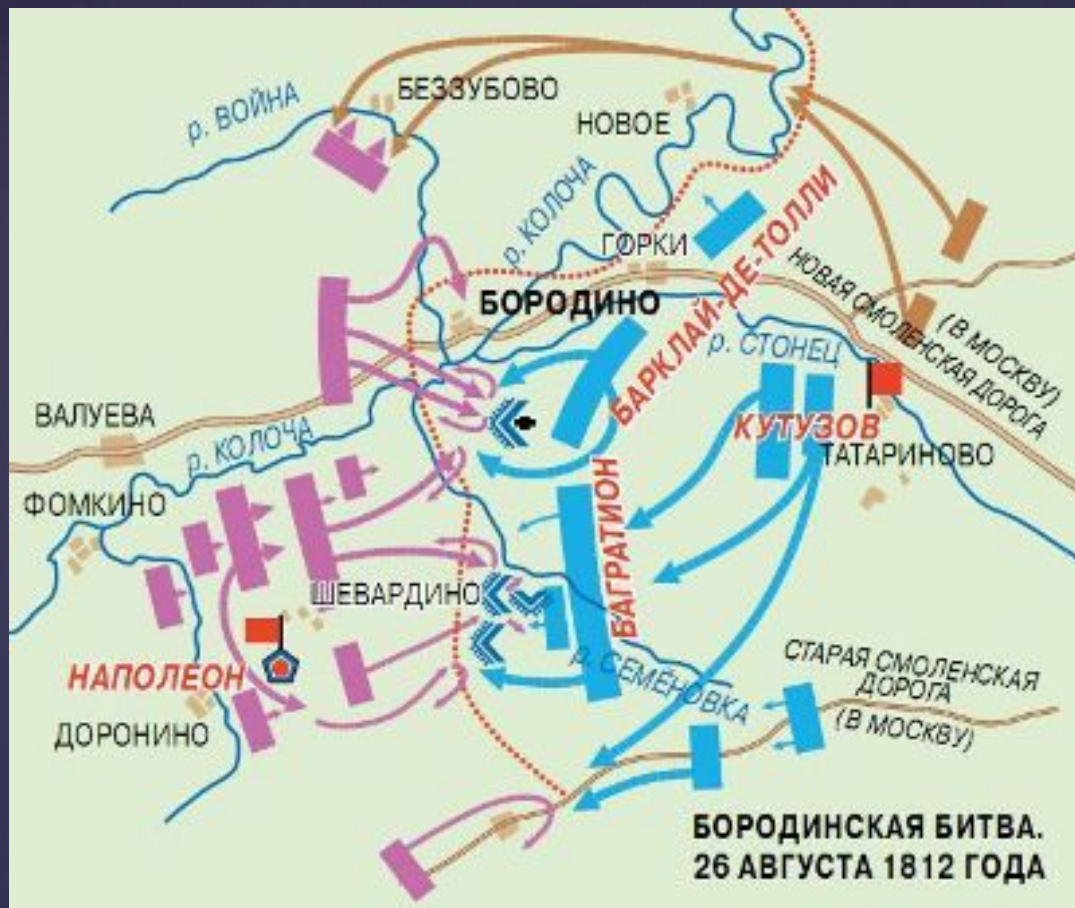 БЕЗЗУБОВО
р. ВОЙНА
НОВОЕ
р. КОЛОЧА
ГОРКИ
БОРОДИНО
БАРКЛАЙ-ДЕ-ТОЛЛИ
НОВАЯ СМОЛЕНСКАЯ ДОРОГА
(В МОСКВУ)
р. СТОНЕЦ
КУТУЗОВ
ТАТАРИНОВО
ВАЛУЕВА
р. КОЛОЧА
ФОМКИНО
БАГРАТИОН
ШЕВАРДИНО
НАПОЛЕОН
ДОРОНИНО
р. СЕМЁНОВКА
СТАРАЯ СМОЛЕНСКАЯ
ДОРОГА
(В МОСКВУ)
БОРОДИНСКАЯ БИТВА.
26 АВГУСТА 1812 ГОДА